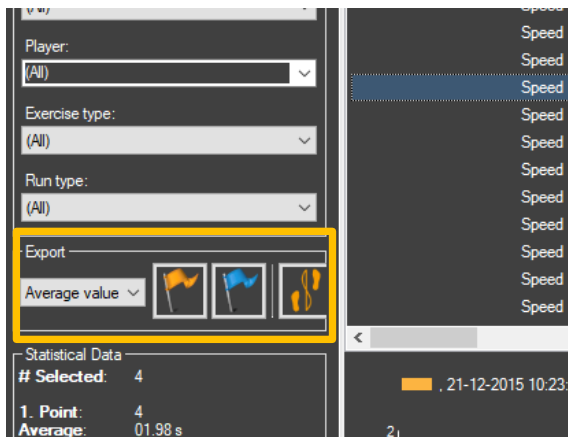 (All)
Player:
(All)
Exercise type:
(All)
Run type:
(All)
Export
Average value
Statistical Data
# Selected: 4
1. Point: 4
Average: 01.98 s
Speed
Speed
Speed
Speed
Speed
Speed
Speed
Speed
Speed
Speed
Speed
Speed
, 21-12-2015 10:23:
2